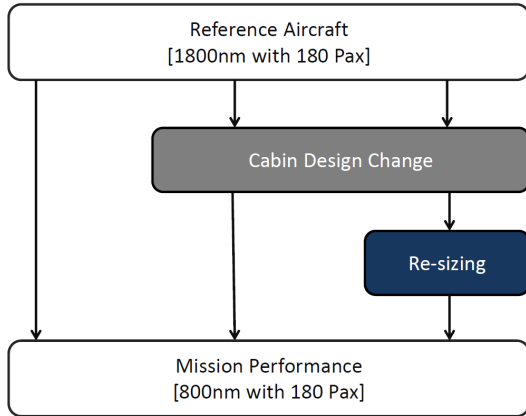 Reference Aircraft
[1800nm with 180 Pax]
Cabin Design Change
Re-sizing
Mission Performance
[800nm with 180 Pax]